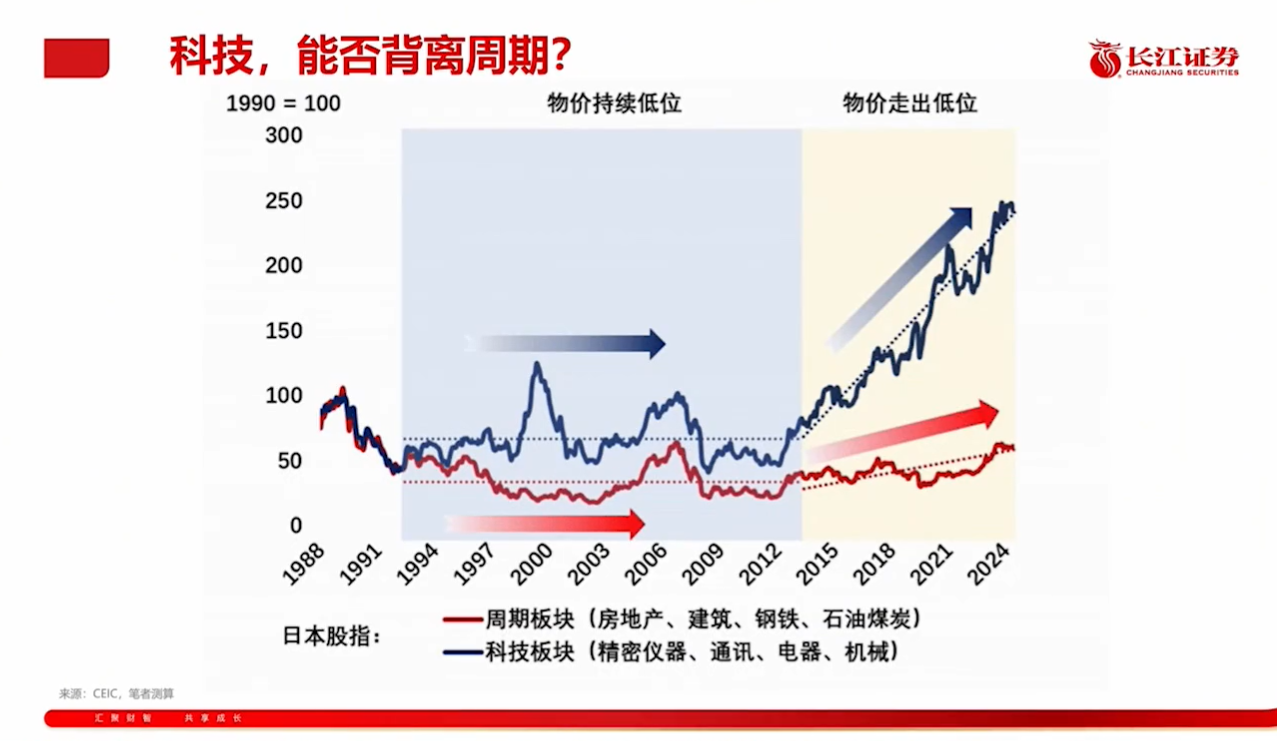 科技，能否背离周期？
长江证券
CHANGJIANG SECURITIES
1990 = 100
物价持续低位
物价走出低位
300
250
200
150
100
50
0
1988
1991
1994
1997
2000
2003
2006
2009
2012
2015
2018
2021
2024
日本股指：
周期板块（房地产、建筑、钢铁、石油煤炭）
科技板块（精密仪器、通讯、电器、机械）
来源：CEIC，笔者测算
汇聚财智 共享成长